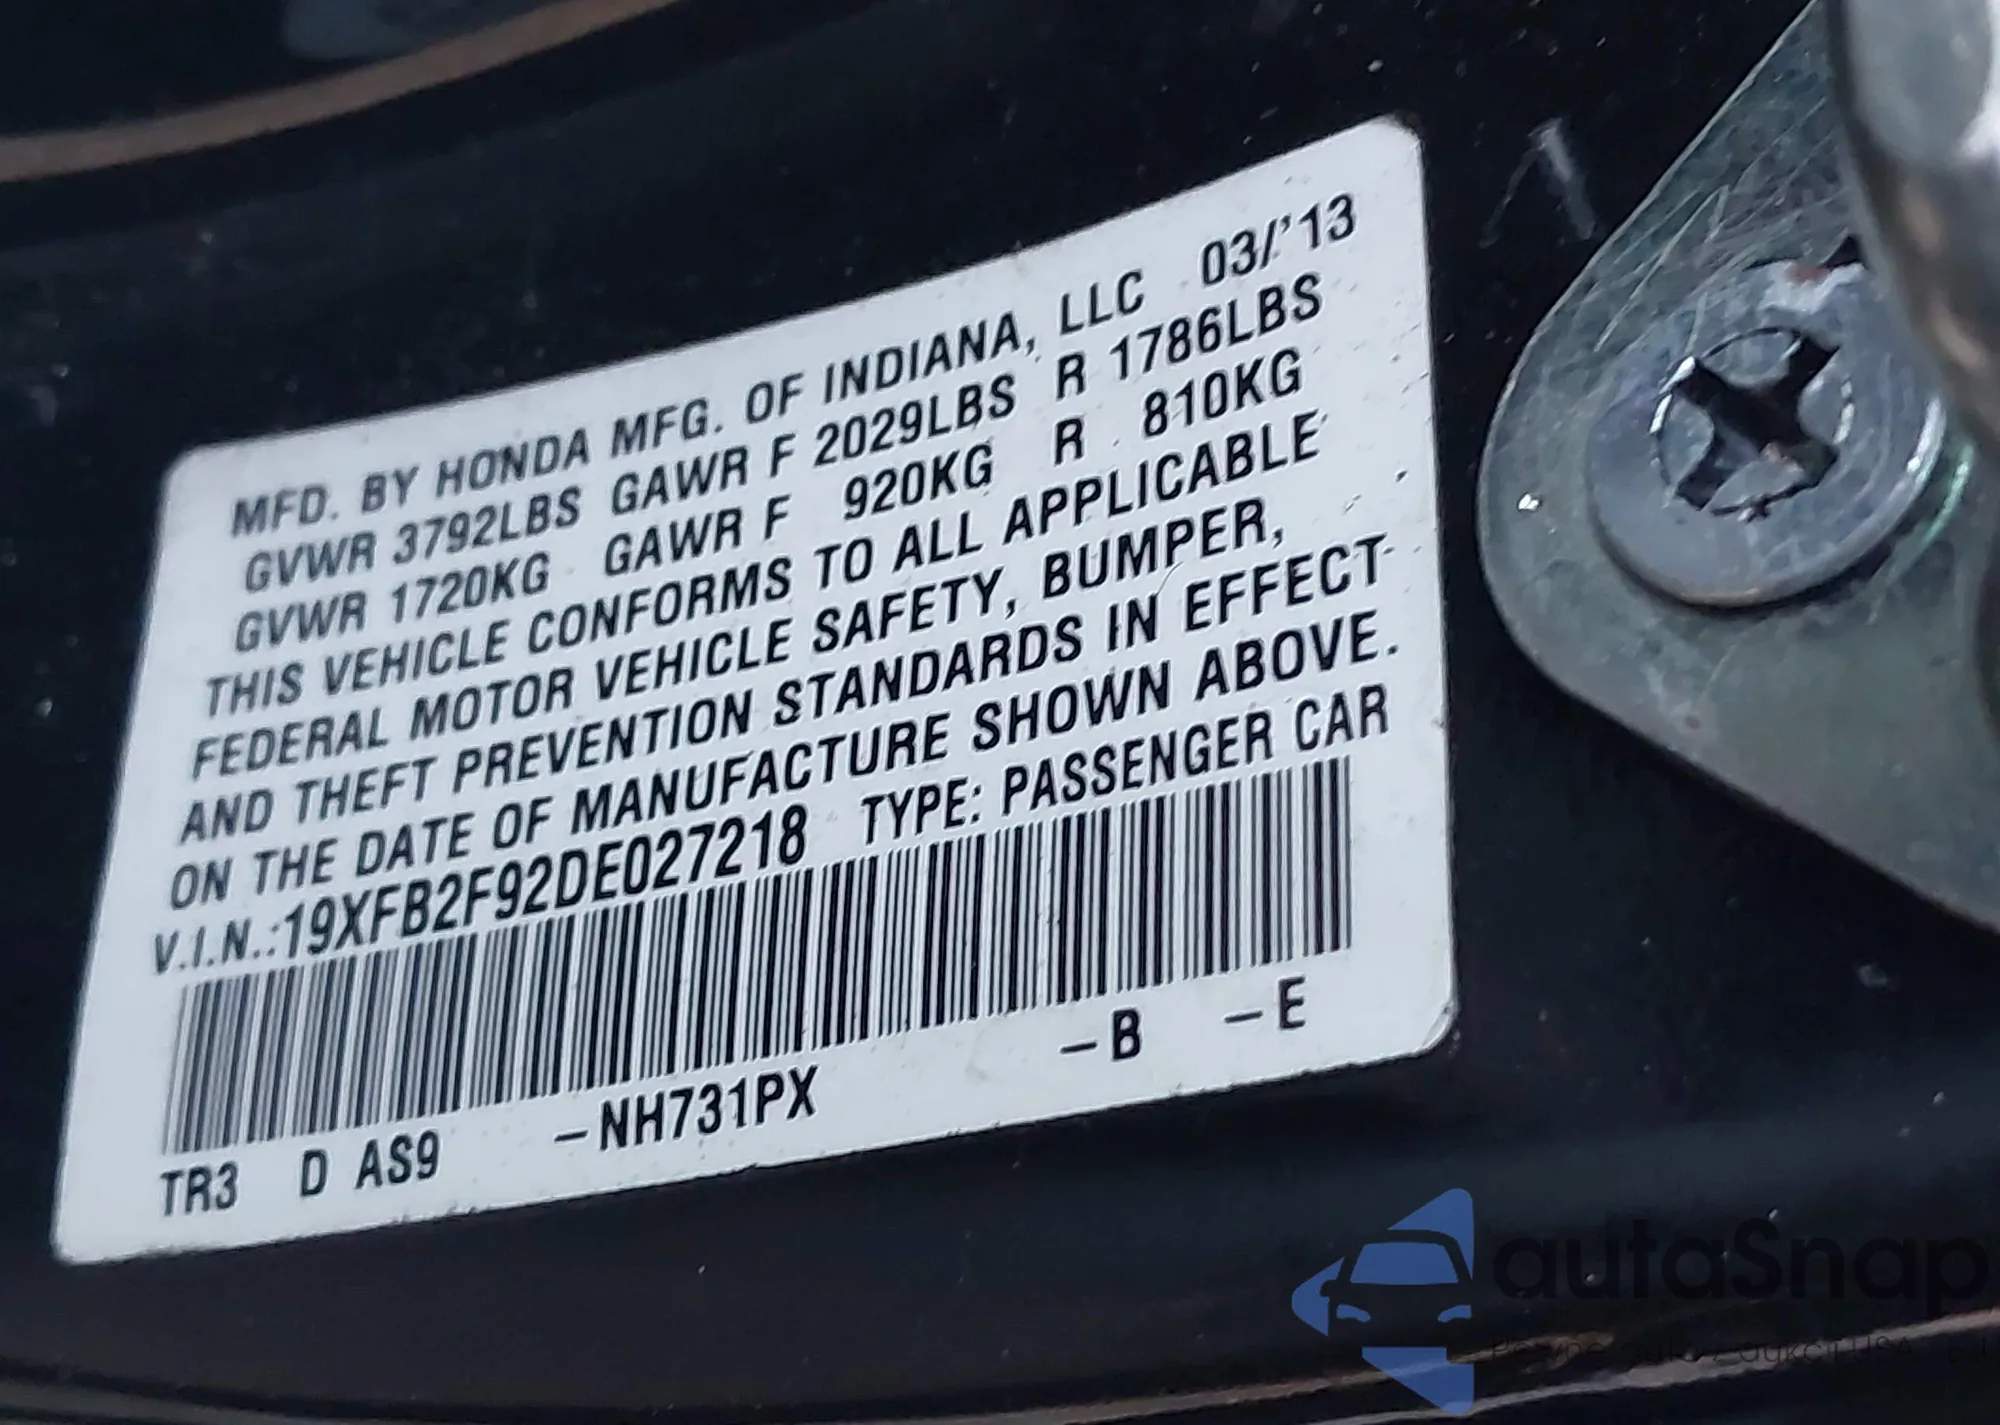 MFD. BY HONDA MFG. OF INDIANA, LLC 03/'13
GVWR 3792LBS GAWR F 2029LBS R 1786LBS
GVWR 1720KG GAWR F 920KG R 810KG
THIS VEHICLE CONFORMS TO ALL APPLICABLE
FEDERAL MOTOR VEHICLE SAFETY, BUMPER,
AND THEFT PREVENTION STANDARDS IN EFFECT
ON THE DATE OF MANUFACTURE SHOWN ABOVE.
V.I.N.:19XFB2F92DE027218 TYPE: PASSENGER CAR
TR3 D AS9 –NH731PX –B –E
autaSnap